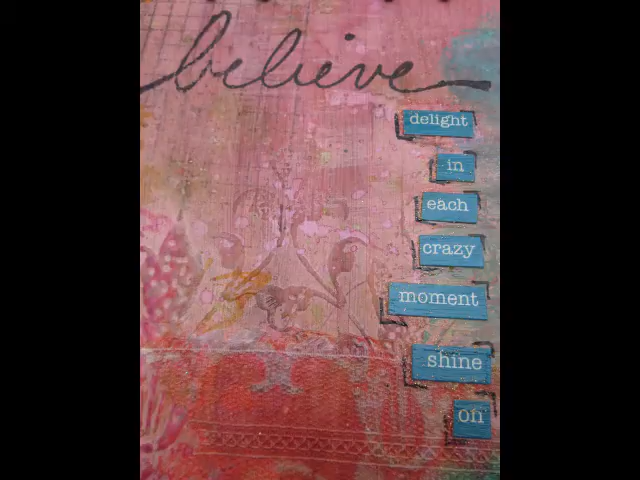 believe
delight
in
each
crazy
moment
shine
on